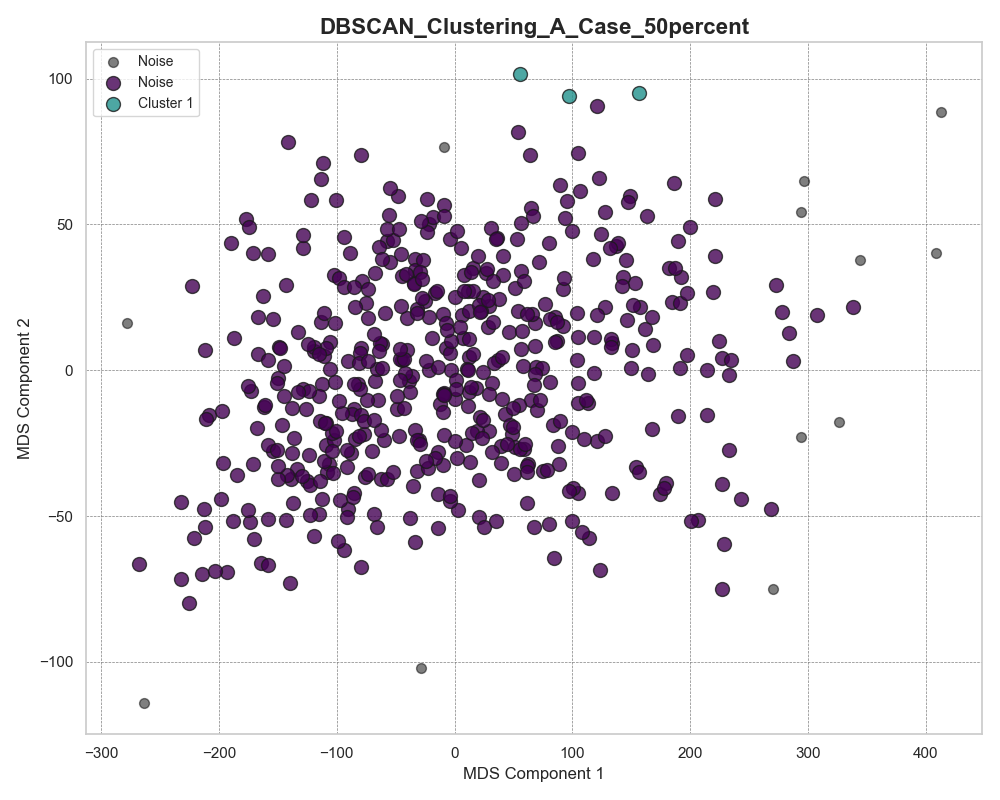 DBSCAN_Clustering_A_Case_50percent
Noise
Noise
Cluster 1
100
50
0
−50
−100
MDS Component 2
−300 −200 −100 0 100 200 300 400
MDS Component 1